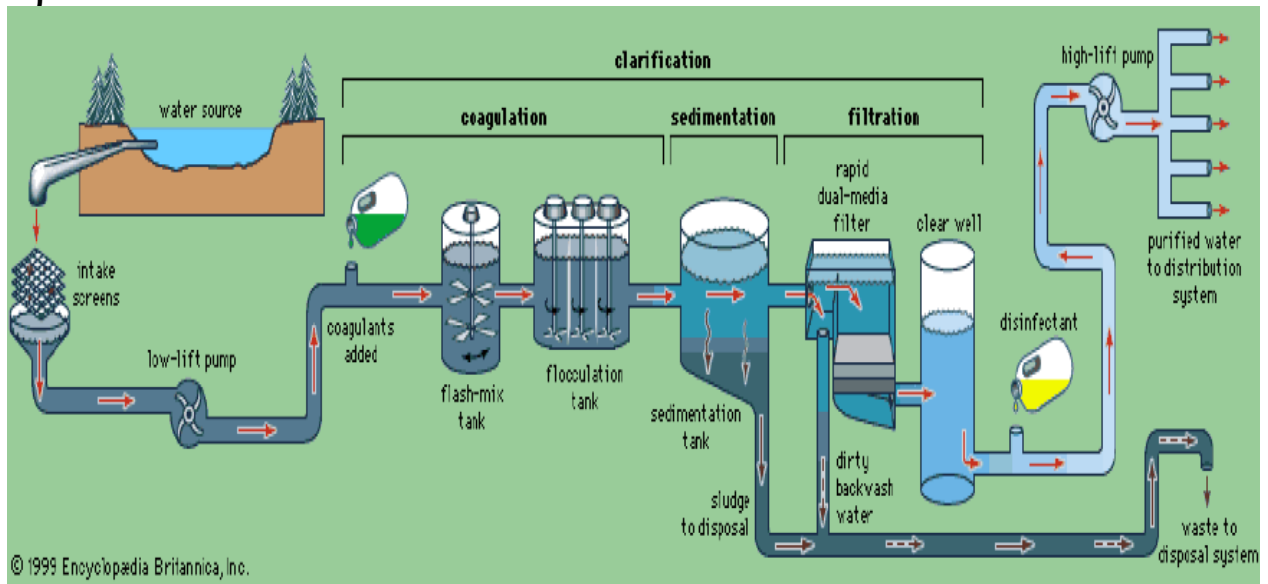 clarification
high-lift pump
water source
coagulation
sedimentation
filtration
rapid
dual-media
filter
clear well
purified water
to distribution
system
intake
screens
coagulants
added
disinfectant
low-lift pump
flash-mix
tank
flocculation
tank
sedimentation
tank
dirty
backwash
water
sludge
to disposal
waste to
disposal system
© 1999 Encyclopædia Britannica, Inc.